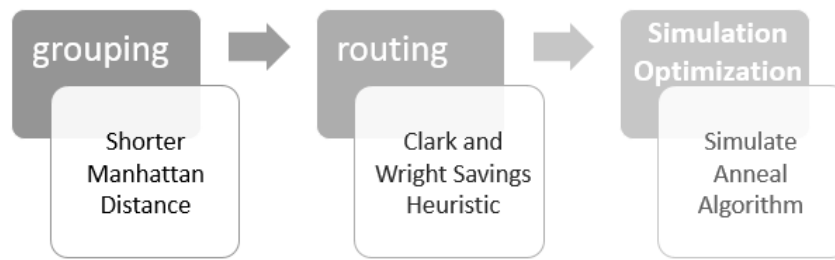 grouping
Shorter
Manhattan
Distance
routing
Clark and
Wright Savings
Heuristic
Simulation
Optimization
Simulate
Anneal
Algorithm